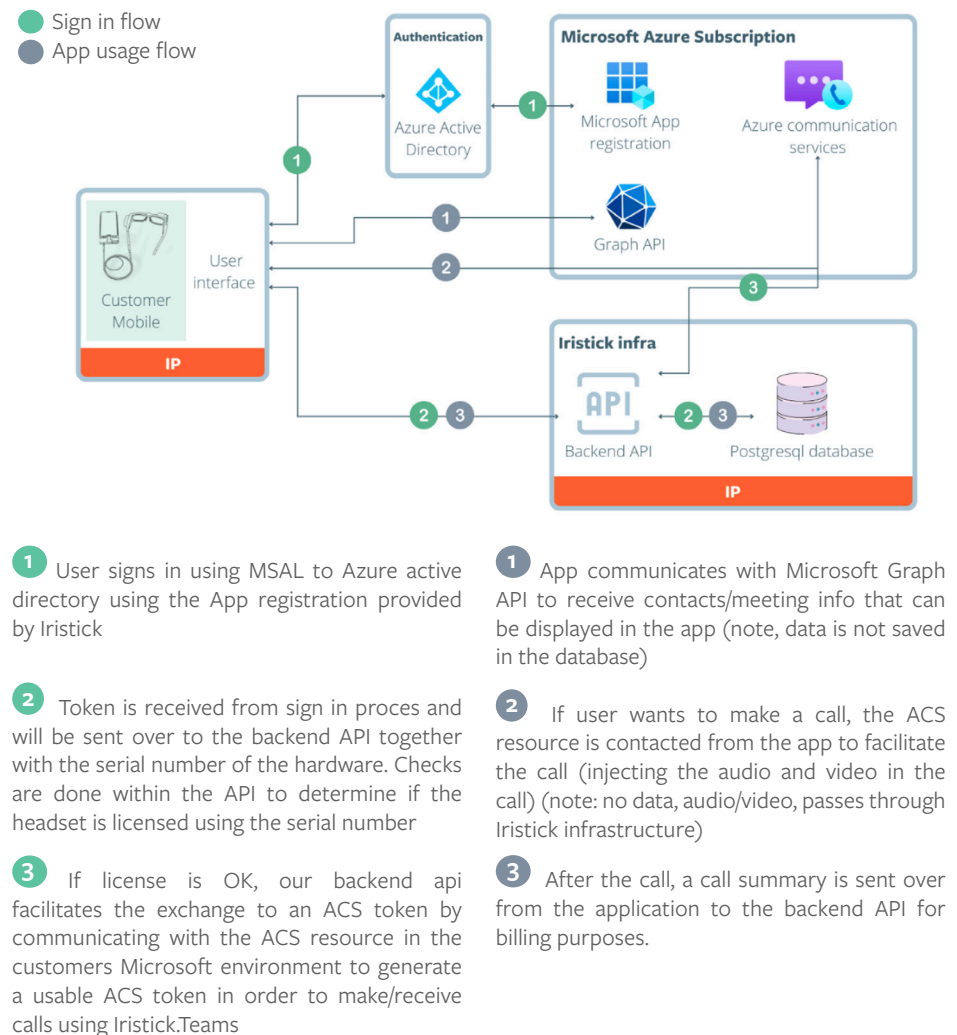 Sign in flow
App usage flow
Authentication
Azure Active
Directory
Microsoft Azure Subscription
Microsoft App
registration
Azure communication
services
Graph API
1
1
1
2
3
Customer
Mobile
User
interface
IP
Iristick infra
API
Backend API
Postgresql database
2 3
2 3
IP
1 User signs in using MSAL to Azure active
directory using the App registration provided
by Iristick
2 Token is received from sign in proces and
will be sent over to the backend API together
with the serial number of the hardware. Checks
are done within the API to determine if the
headset is licensed using the serial number
3 If license is OK, our backend api
facilitates the exchange to an ACS token by
communicating with the ACS resource in the
customers Microsoft environment to generate
a usable ACS token in order to make/receive
calls using Iristick.Teams
1 App communicates with Microsoft Graph
API to receive contacts/meeting info that can
be displayed in the app (note, data is not saved
in the database)
2 If user wants to make a call, the ACS
resource is contacted from the app to facilitate
the call (injecting the audio and video in the
call) (note: no data, audio/video, passes through
Iristick infrastructure)
3 After the call, a call summary is sent over
from the application to the backend API for
billing purposes.